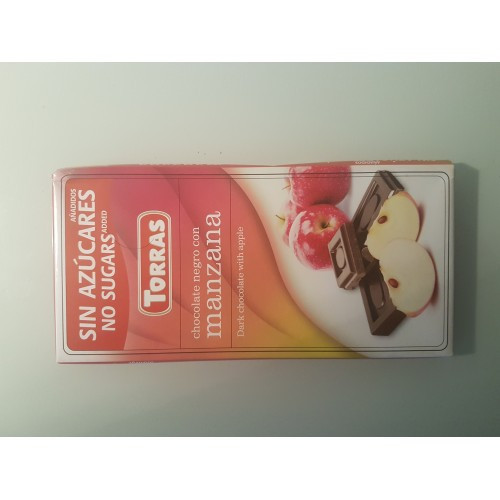 SIN AZÚCARES AÑADIDOS
NO SUGARS ADDED
TORRAS
chocolate negro con
manzana
Dark chocolate with apple